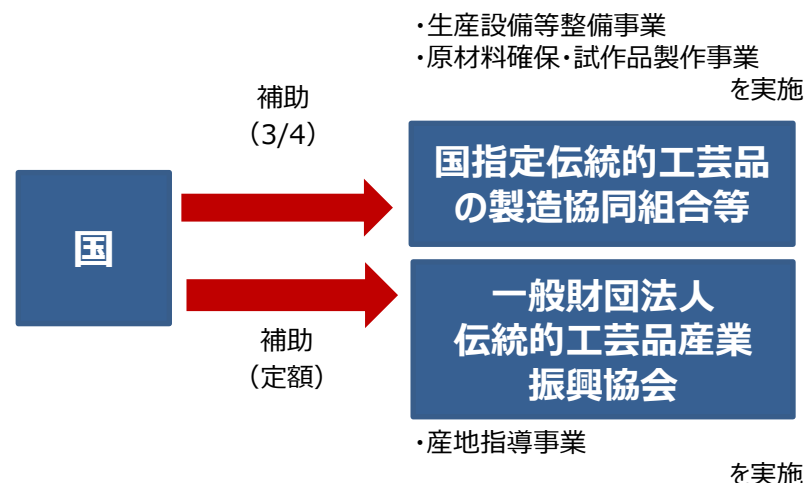 ・生産設備等整備事業
・原材料確保・試作品製作事業
を実施
補助
（3/4）
国指定伝統的工芸品
の製造協同組合等
国
一般財団法人
伝統的工芸品産業
振興協会
補助
（定額）
・産地指導事業
を実施